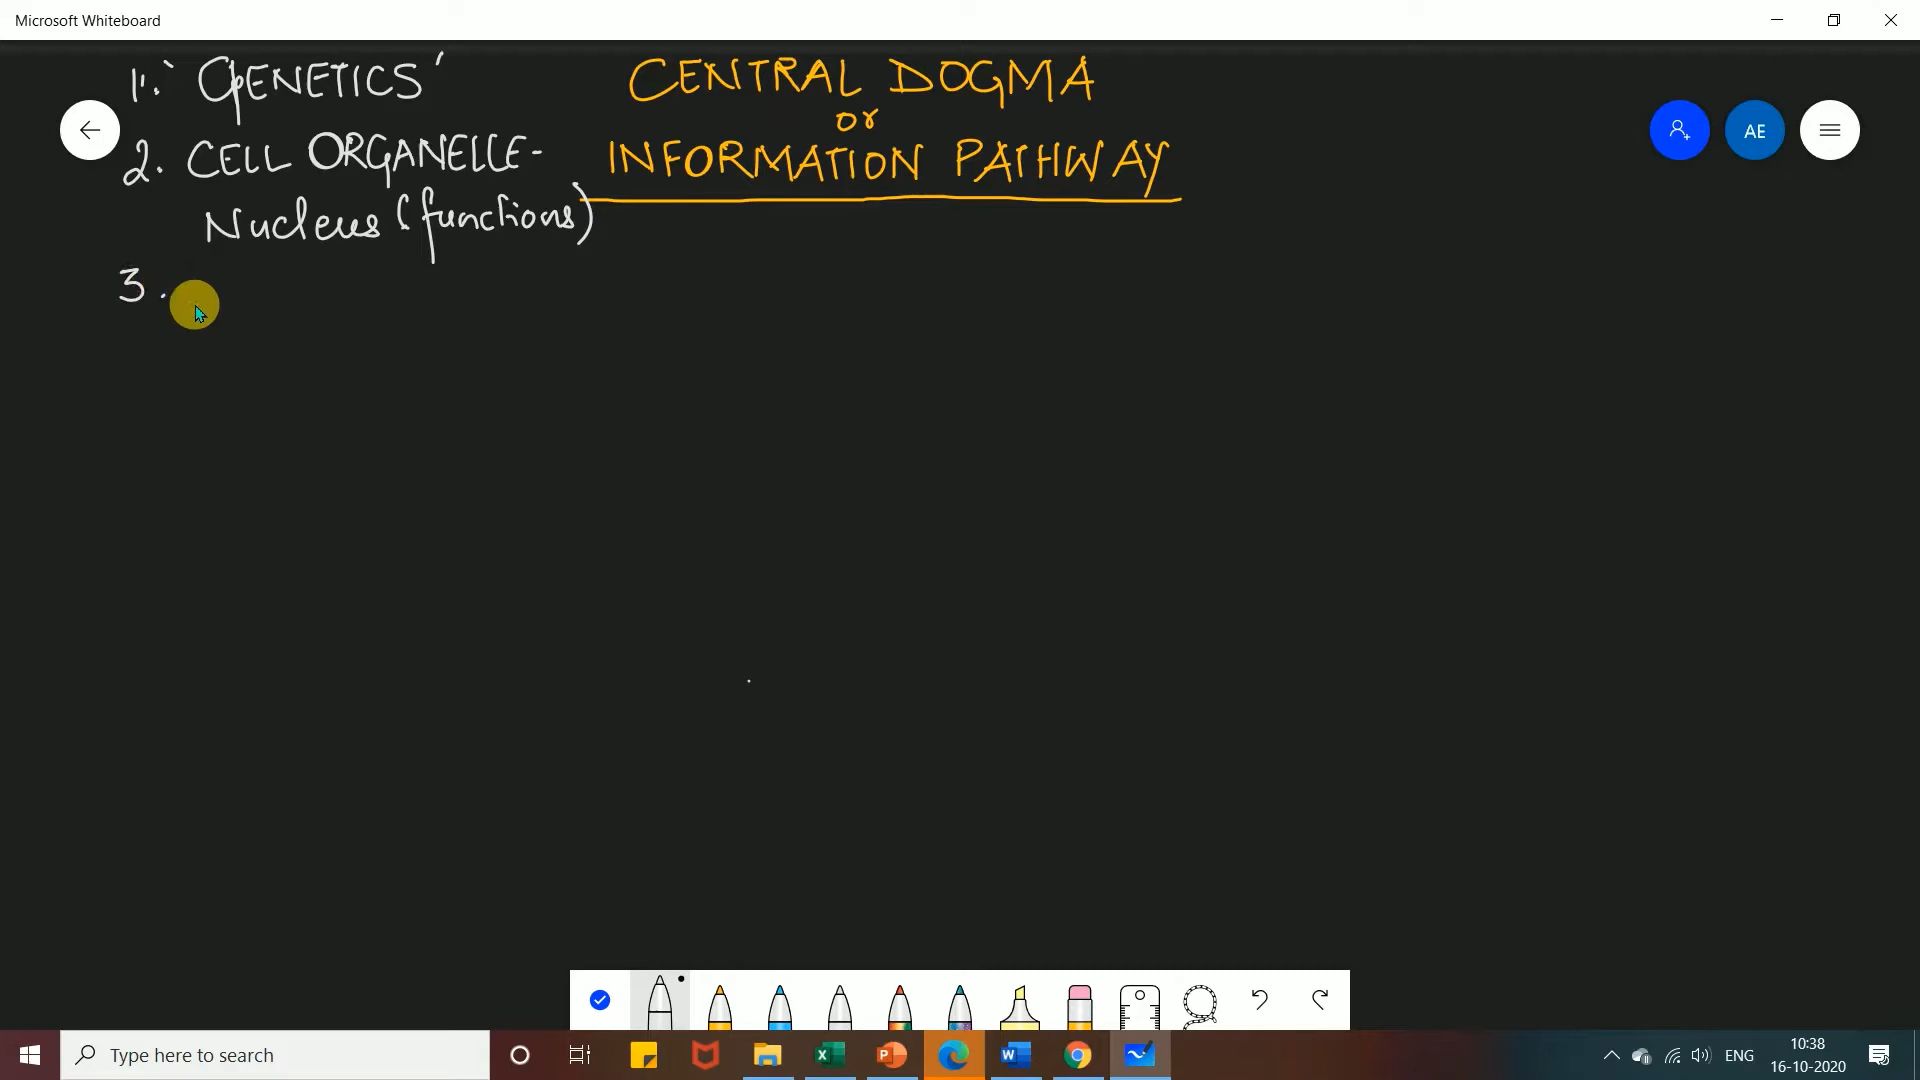 Microsoft Whiteboard
1. 'GENETICS'
CENTRAL DOGMA
or
INFORMATION PATHWAY
2. CELL ORGANELLE-
Nucleus (functions)
3.
AE
Type here to search
ENG
10:38
16-10-2020